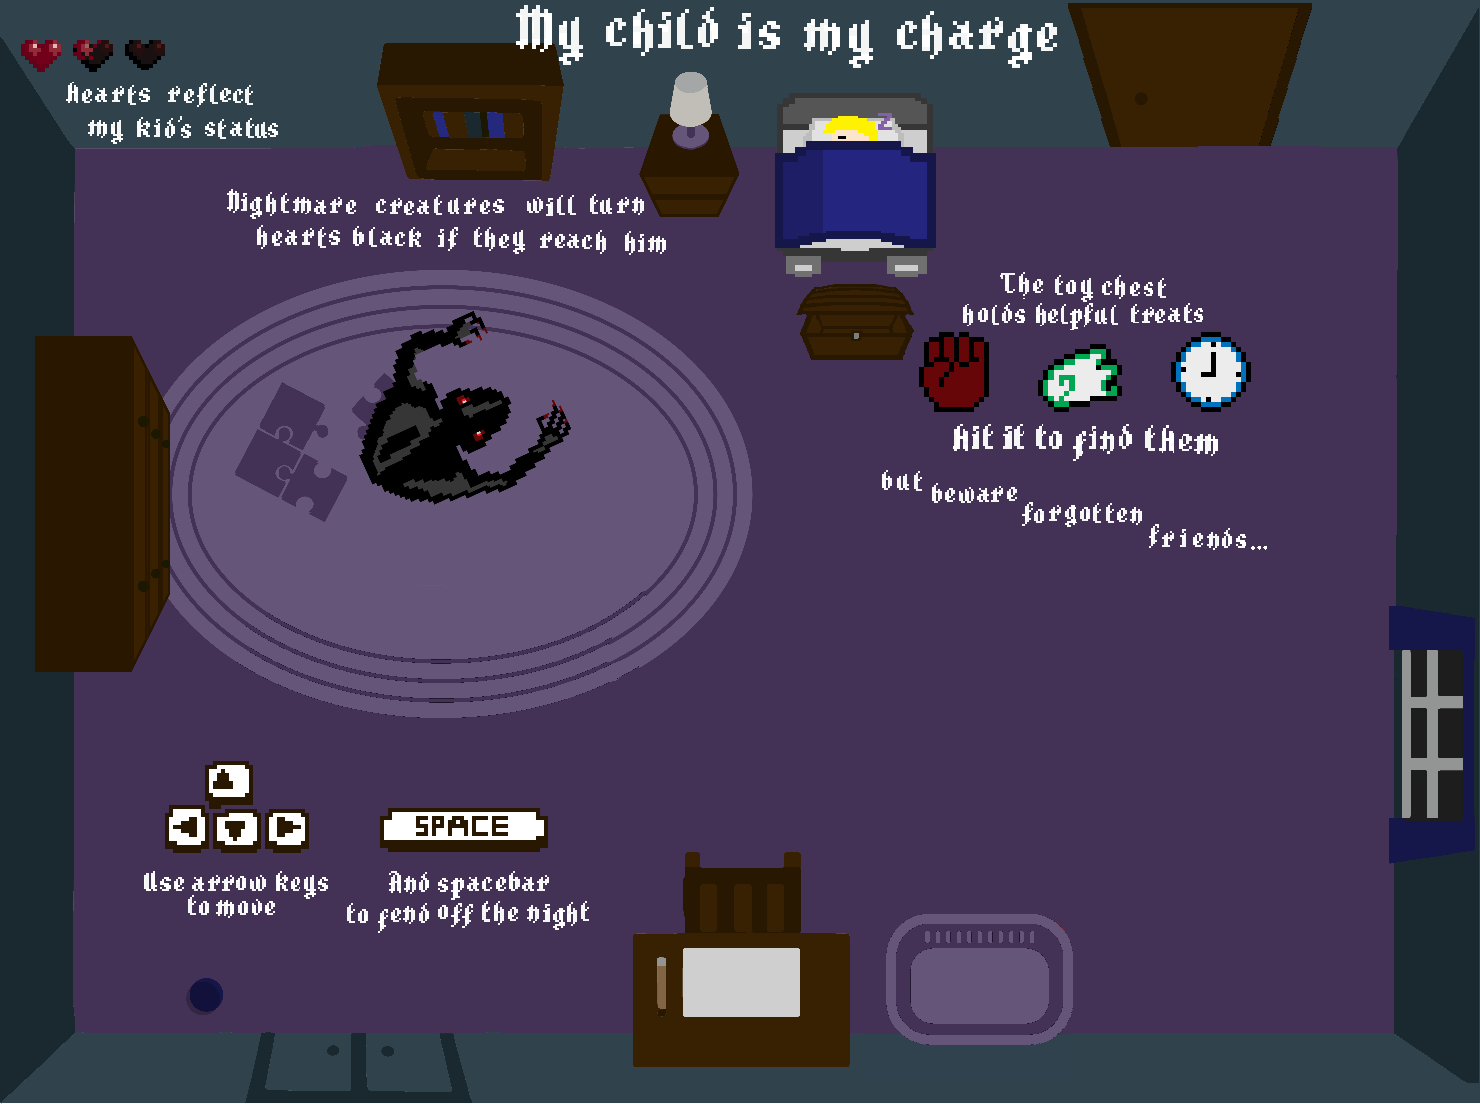 My child is my charge
Hearts reflect
my kid's status
Nightmare creatures will turn
hearts black if they reach him
z
The toy chest
holds helpful treats
Hit it to find them
but beware forgotten friends...
SPACE
Use arrow keys
to move
And spacebar
to fend off the night